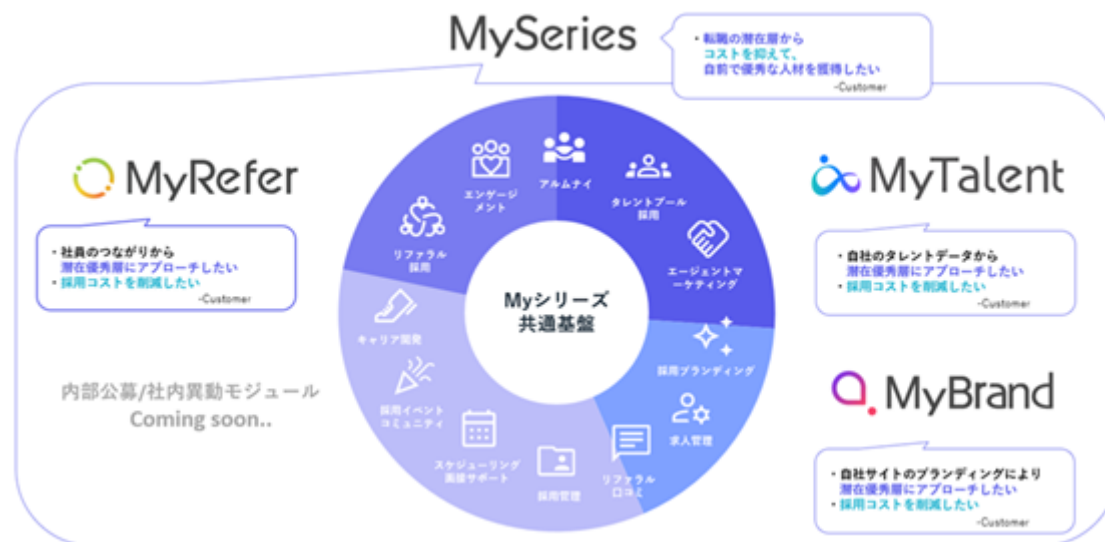 MySeries
・転職の潜在層から
コストを抑えて、
自前で優秀な人材を獲得したい
-Customer
MyRefer
・社員のつながりから
潜在優秀層にアプローチしたい
・採用コストを削減したい
-Customer
内部公募/社内異動モジュール
Coming soon..
エンゲージ
メント
アルムナイ
タレントプール
採用
エージェントマ
ーケティング
リファラル
採用
Myシリーズ
共通基盤
キャリア開発
採用ブランディング
採用イベント
コミュニティ
求人管理
スケジューリング
面接サポート
採用管理
リファラル
口コミ
MyTalent
・自社のタレントデータから
潜在優秀層にアプローチしたい
・採用コストを削減したい
-Customer
MyBrand
・自社サイトのブランディングにより
潜在優秀層にアプローチしたい
・採用コストを削減したい
-Customer